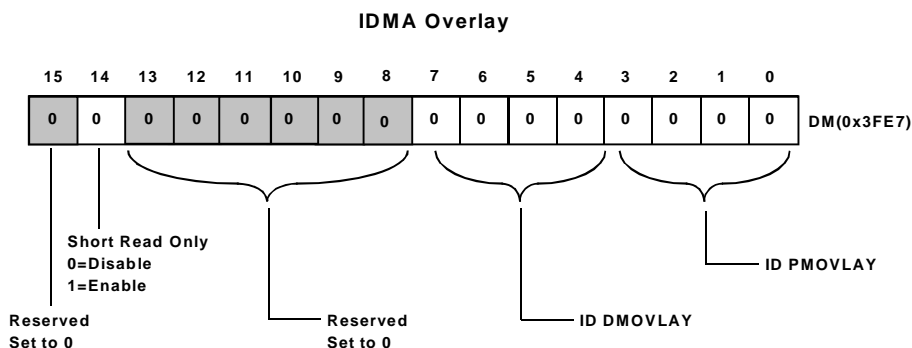 IDMA Overlay
15 14 13 12 11 10 9 8 7 6 5 4 3 2 1 0
0 0 0 0 0 0 0 0 0 0 0 0 0 0 0 0 DM(0x3FE7)
Short Read Only
0=Disable
1=Enable
ID PMOVLAY
Reserved
Set to 0
Reserved
Set to 0
ID DMOVLAY